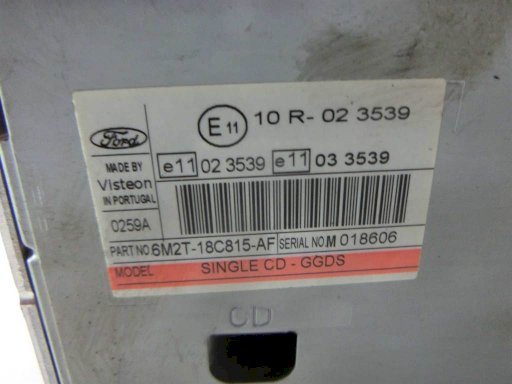 E 11 10 R- 02 3539
Ford
e11 02 3539 e11 03 3539
MADE BY
Visteon
IN PORTUGAL
0259A
PART NO. 6M2T-18C815-AF SERIAL NO. M 018606
MODEL SINGLE CD - GGDS
CD